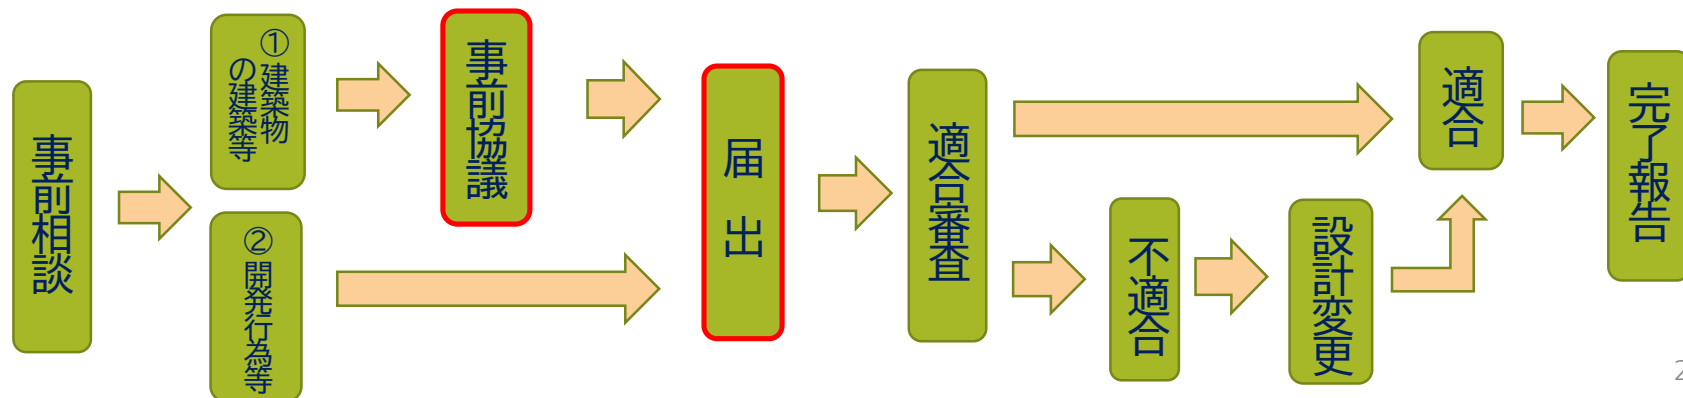 事前相談
①建築物
の建築等
②開発行為等
事前協議
届出
適合審査
不適合
設計変更
適合
完了報告
2